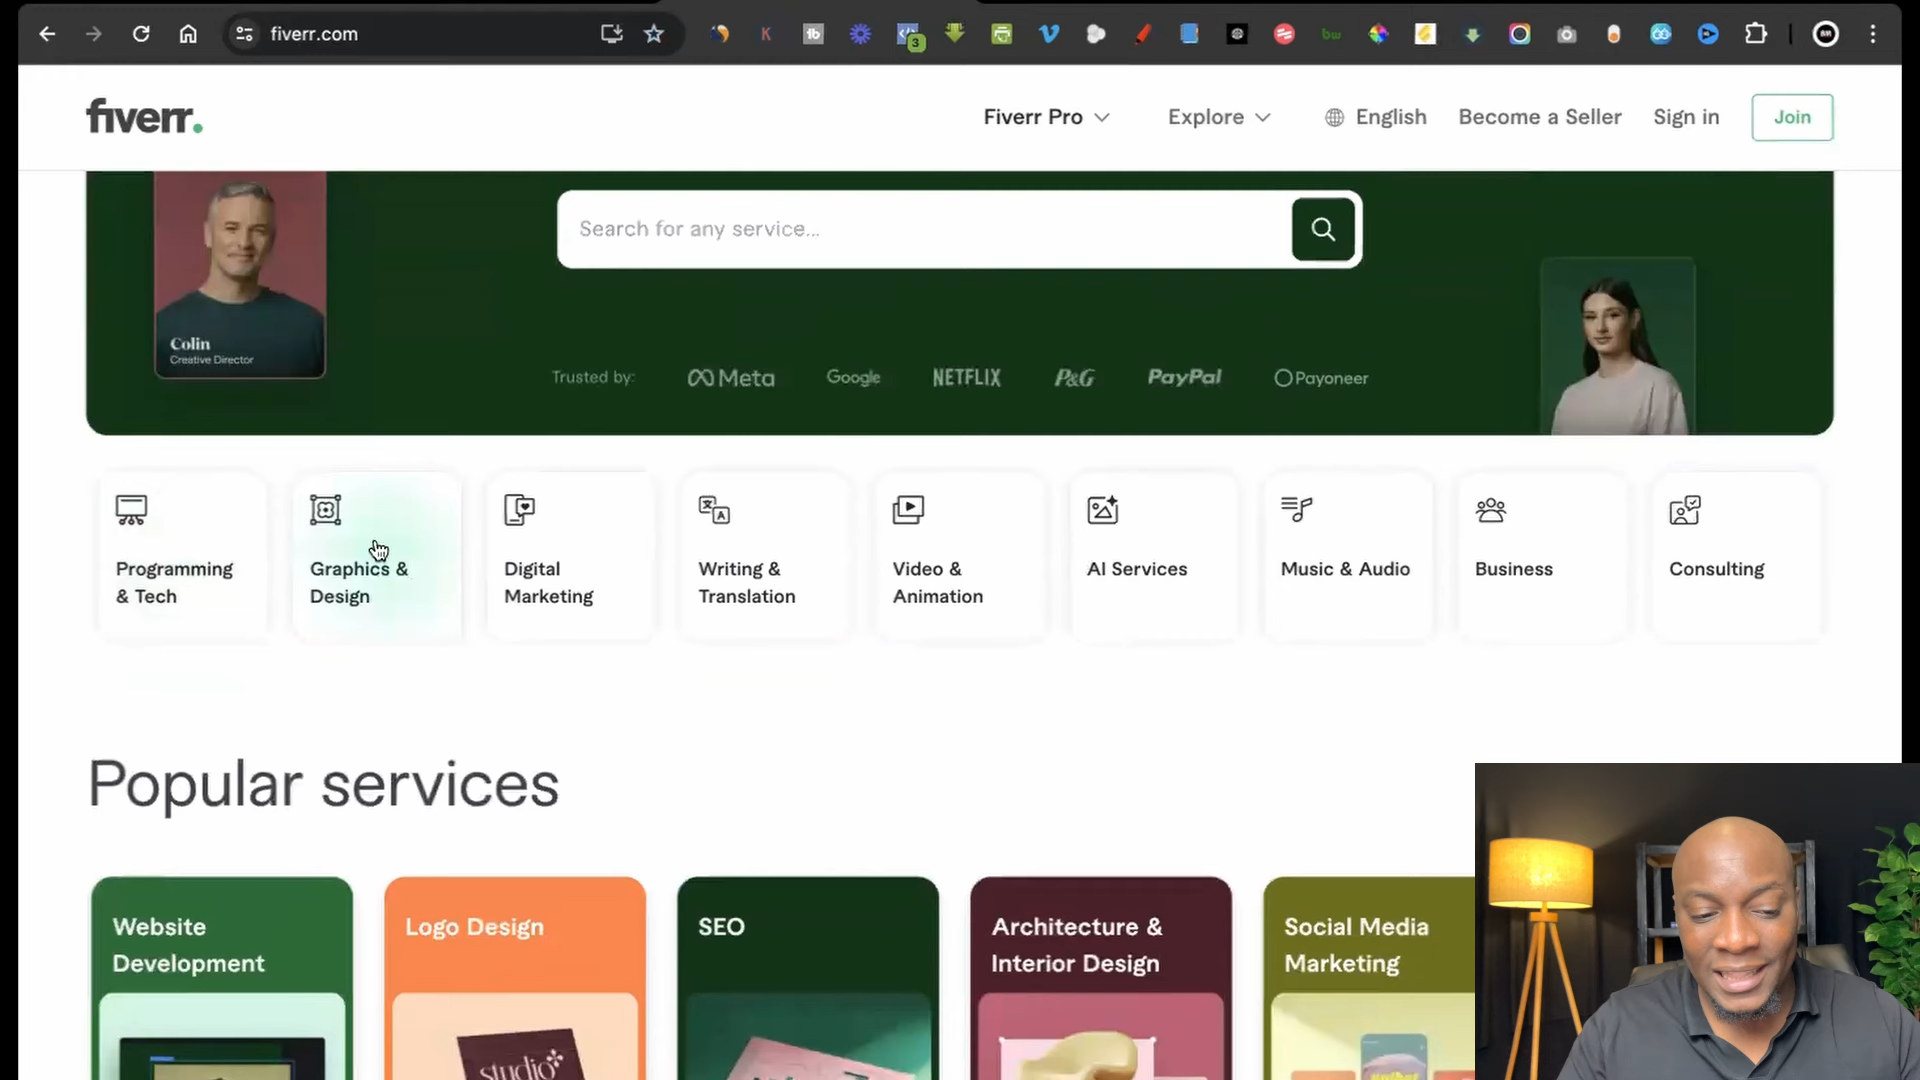 fiverr.com
3
fiverr.
Fiverr Pro
Explore
English
Become a Seller
Sign in
Join
Search for any service...
Colin
Creative Director
Trusted by:
Meta
Google
NETFLIX
P&G
PayPal
Payoneer
Programming
& Tech
Graphics &
Design
Digital
Marketing
Writing &
Translation
Video &
Animation
AI Services
Music & Audio
Business
Consulting
Popular services
Website
Development
Logo Design
SEO
Architecture &
Interior Design
Social Media
Marketing
studio